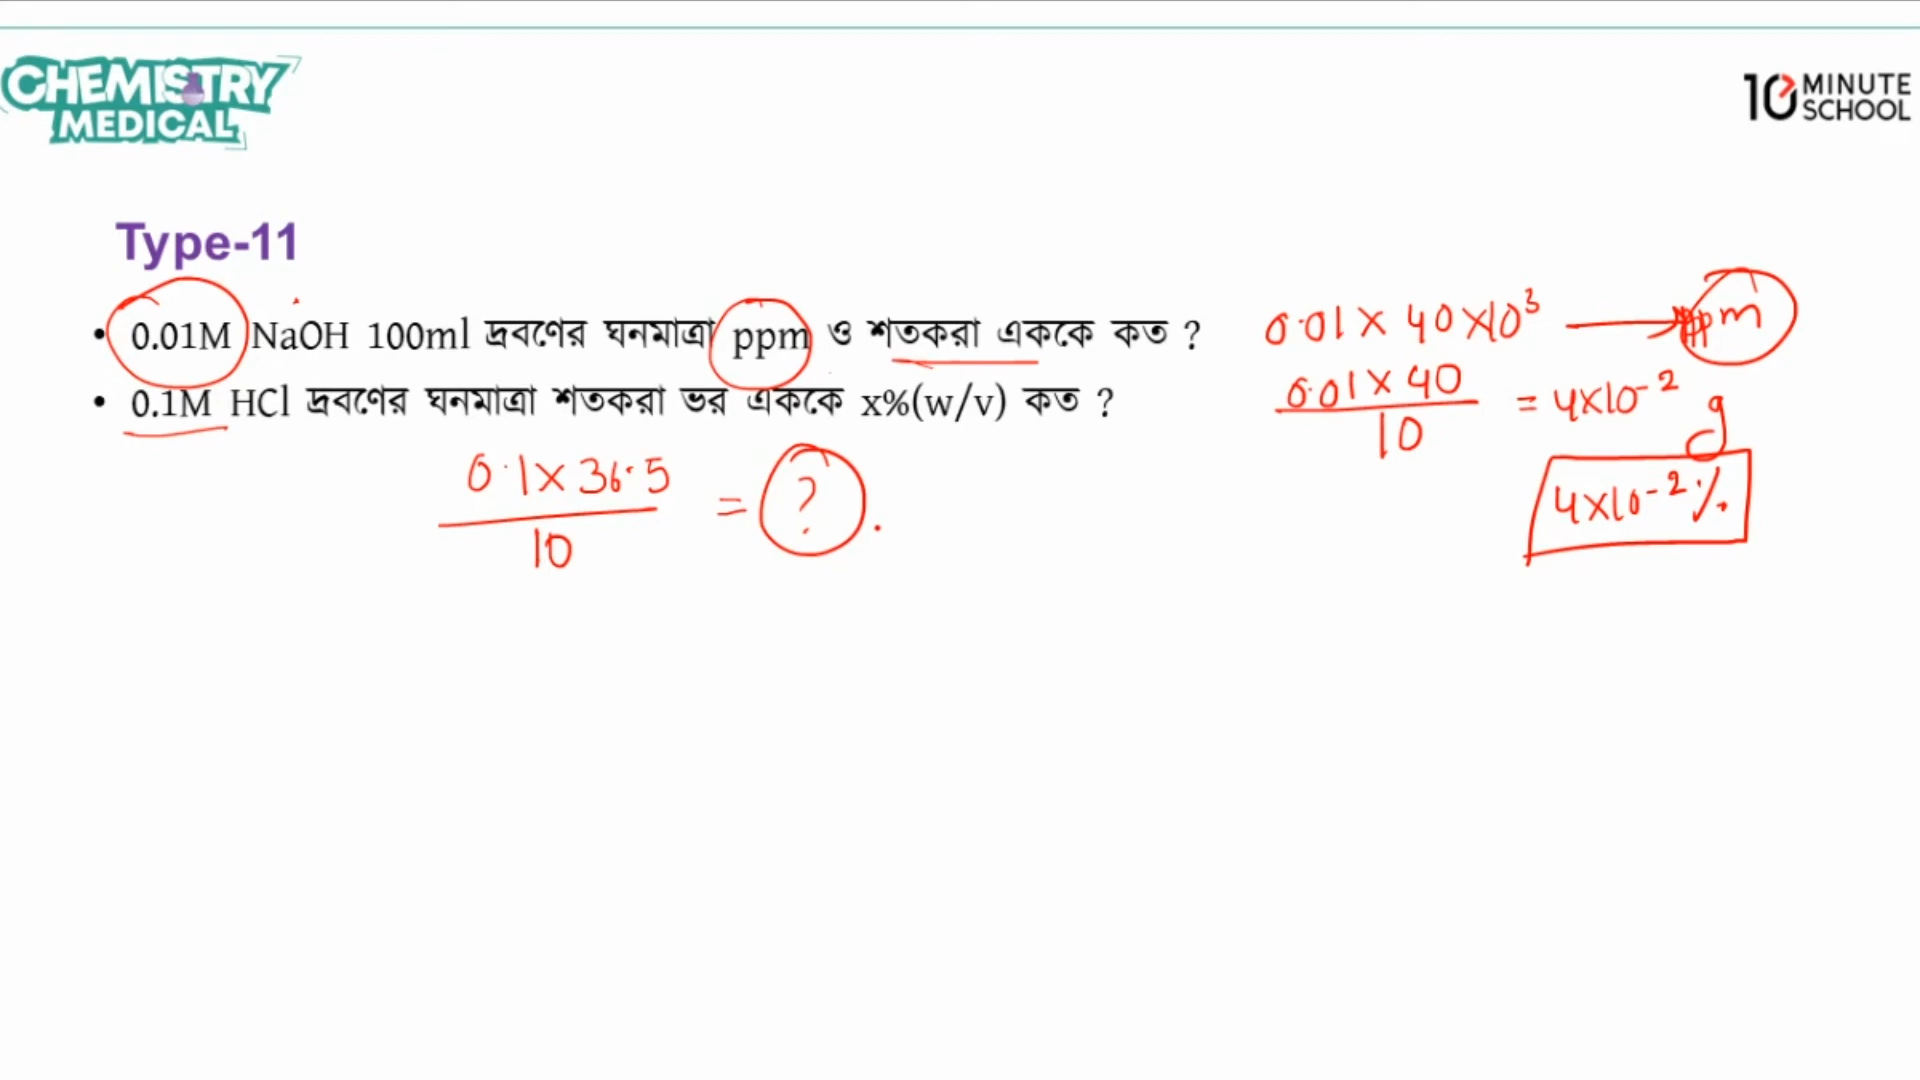 CHEMISTRY
MEDICAL
10 MINUTE
SCHOOL
Type-11
• 0.01M NaOH 100ml দ্রবণের ঘনমাত্রা ppm ও শতকরা এককে কত ?
0.01 × 40 × 10³ → ppm
• 0.1M HCl দ্রবণের ঘনমাত্রা শতকরা ভর এককে x%(w/v) কত ?
0.01 × 40
10
= 4×10⁻² g
4×10⁻² %
0.1 × 36.5
10
= ? .